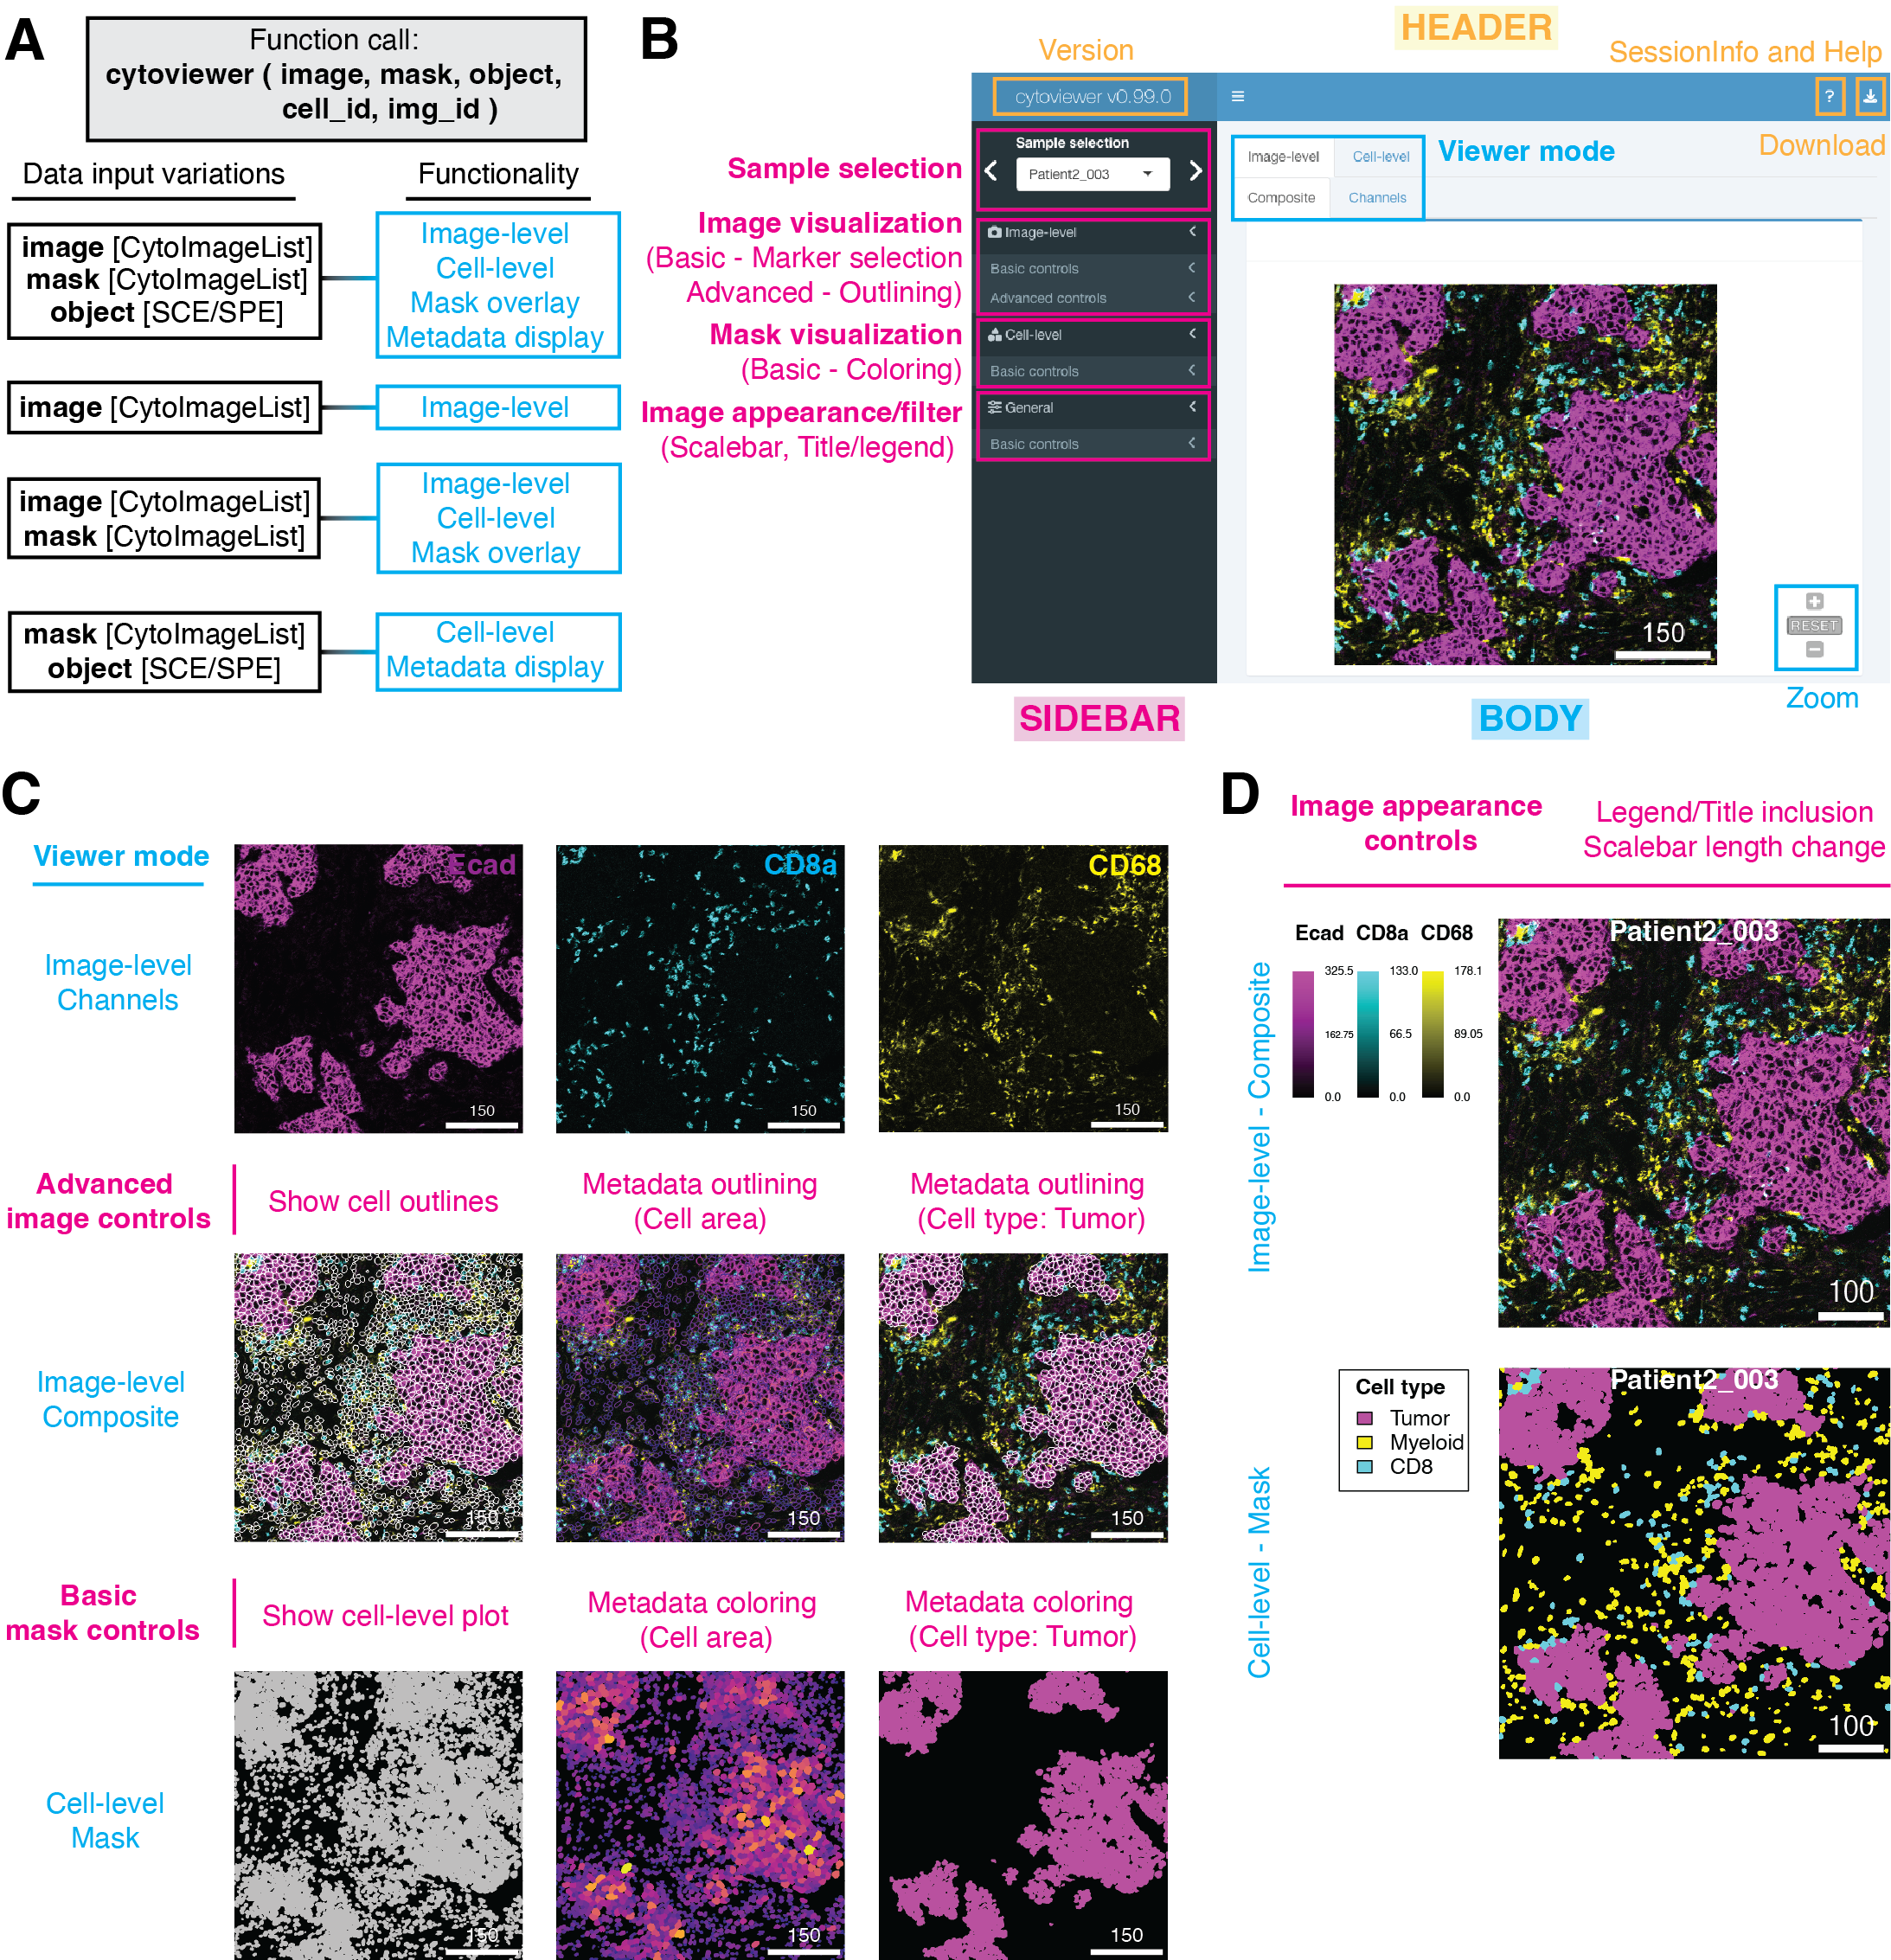 A
Function call:
cytoviewer ( image, mask, object,
cell_id, img_id )
Data input variations
Functionality
image [CytoImageList]
mask [CytoImageList]
object [SCE/SPE]
Image-level
Cell-level
Mask overlay
Metadata display
image [CytoImageList]
Image-level
image [CytoImageList]
mask [CytoImageList]
Image-level
Cell-level
Mask overlay
mask [CytoImageList]
object [SCE/SPE]
Cell-level
Metadata display
B
HEADER
Version
SessionInfo and Help
cytoviewer v0.99.0
?
Download
Sample selection
Sample selection
Patient2_003
Image-level
Cell-level
Composite
Channels
Viewer mode
Image visualization
(Basic - Marker selection
Advanced - Outlining)
Image-level
Basic controls
Advanced controls
Mask visualization
(Basic - Coloring)
Cell-level
Basic controls
Image appearance/filter
(Scalebar, Title/legend)
General
Basic controls
150
RESET
Zoom
SIDEBAR
BODY
C
Viewer mode
Image-level
Channels
Ecad
150
CD8a
150
CD68
150
Advanced
image controls
Show cell outlines
Metadata outlining
(Cell area)
Metadata outlining
(Cell type: Tumor)
Image-level
Composite
150
150
150
Basic
mask controls
Show cell-level plot
Metadata coloring
(Cell area)
Metadata coloring
(Cell type: Tumor)
Cell-level
Mask
150
150
150
D
Image appearance
controls
Legend/Title inclusion
Scalebar length change
Image-level - Composite
Ecad CD8a CD68
325.5 133.0 178.1
162.75 66.5 89.05
0.0 0.0 0.0
Patient2_003
100
Cell-level - Mask
Cell type
Tumor
Myeloid
CD8
Patient2_003
100